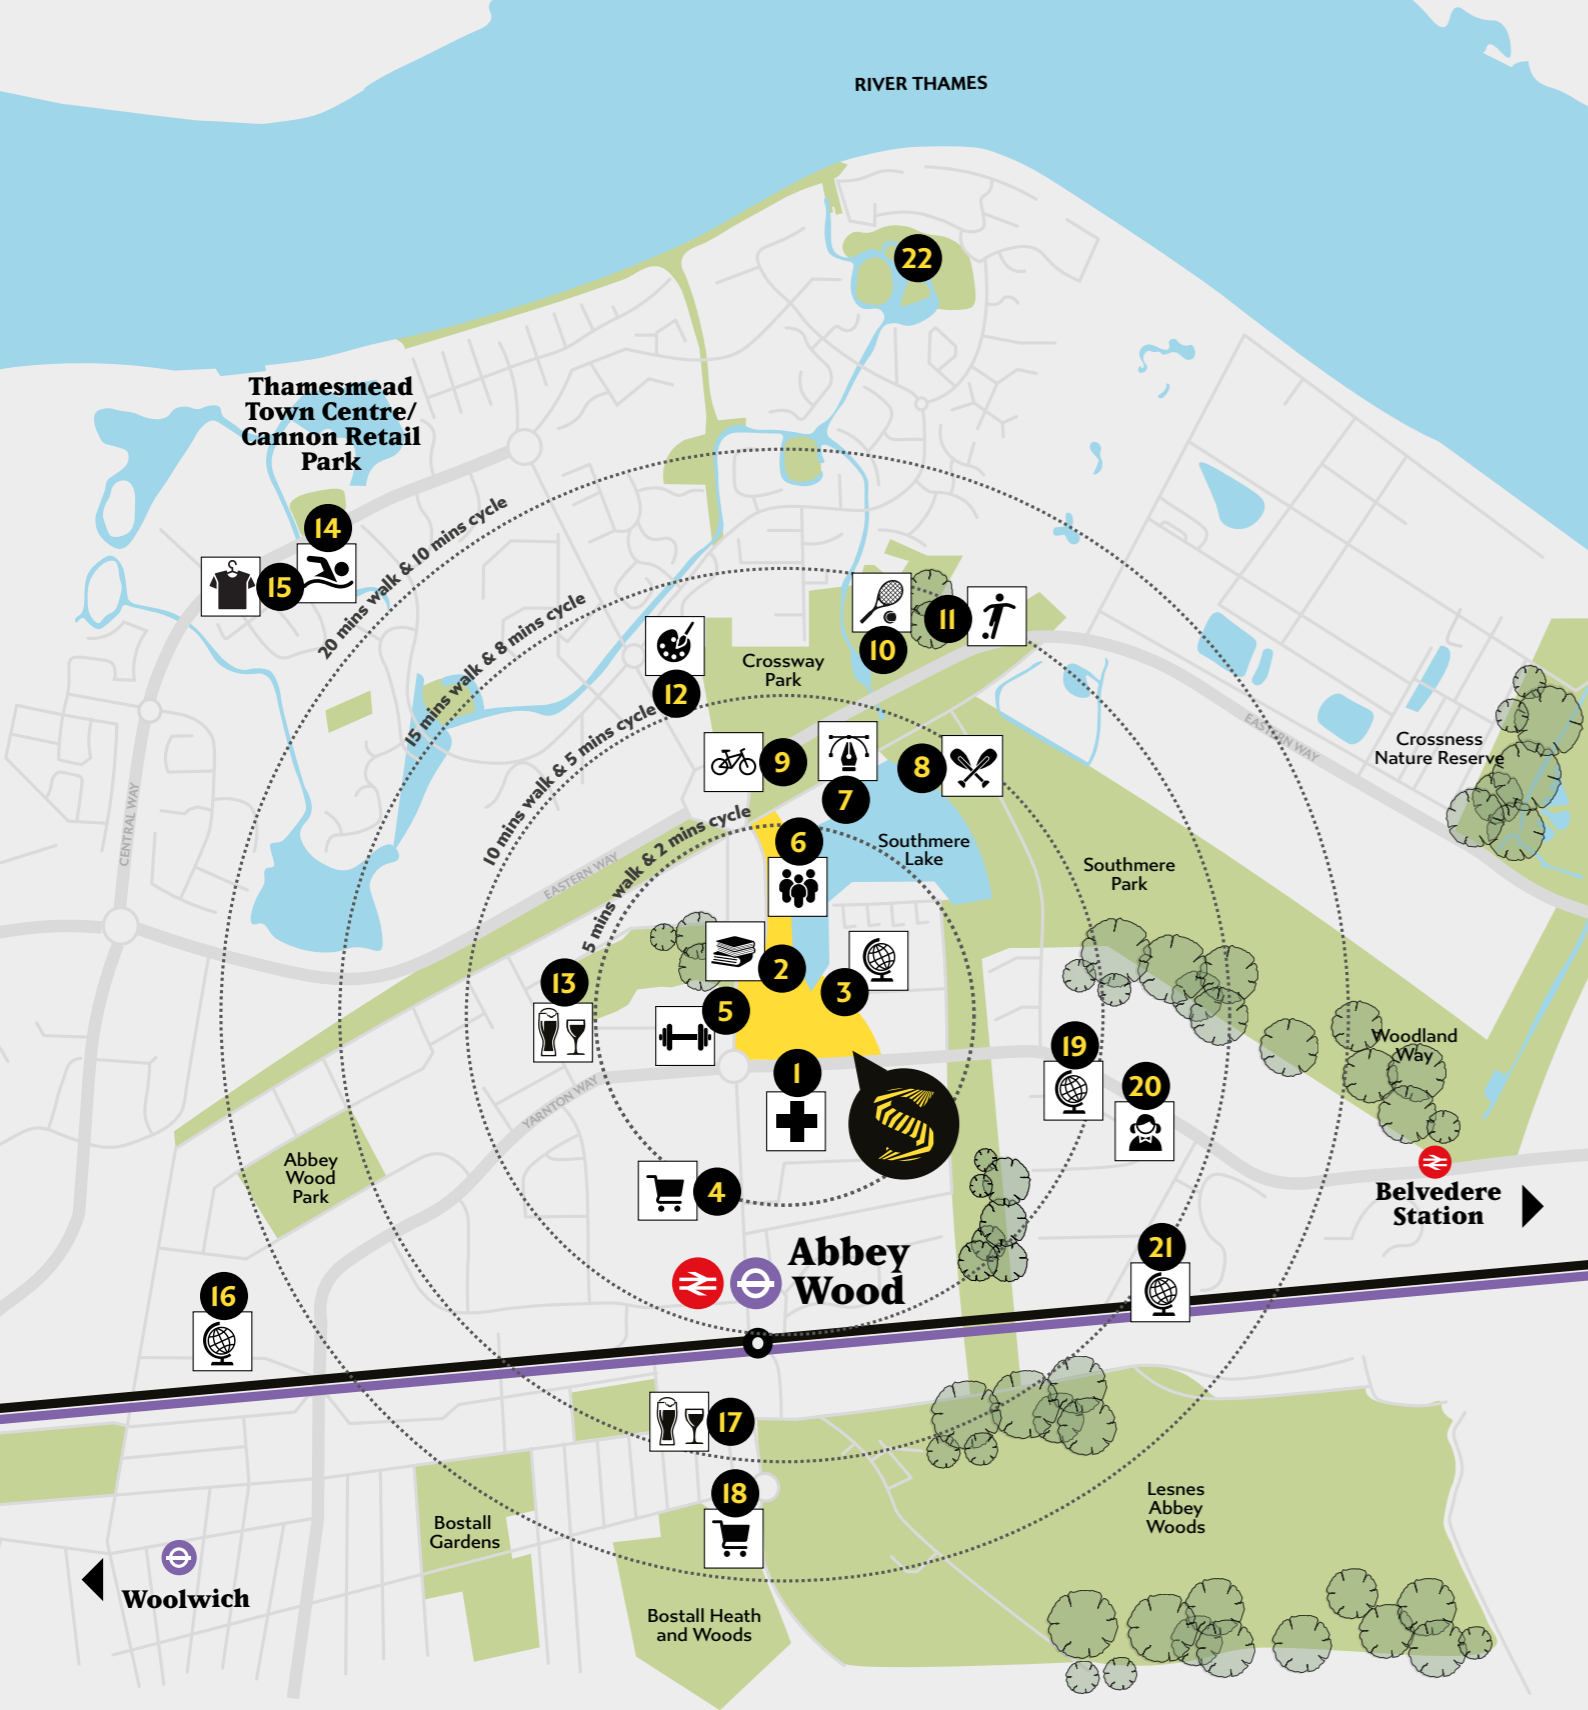 RIVER THAMES
22
Thamesmead
Town Centre/
Cannon Retail
Park
14
15
20 mins walk & 10 mins cycle
15 mins walk & 8 mins cycle
10 mins walk & 5 mins cycle
5 mins walk & 2 mins cycle
11
10
Crossway
Park
12
9
8
7
EASTERN WAY
Crossness
Nature Reserve
CENTRAL WAY
6
Southmere
Lake
Southmere
Park
EASTERN WAY
2
13
3
5
Woodland
Way
19
1
20
YARNTON WAY
S
Abbey
Wood
Park
4
Belvedere
Station
Abbey
Wood
21
16
17
18
Lesnes
Abbey
Woods
Bostall
Gardens
Woolwich
Bostall Heath
and Woods